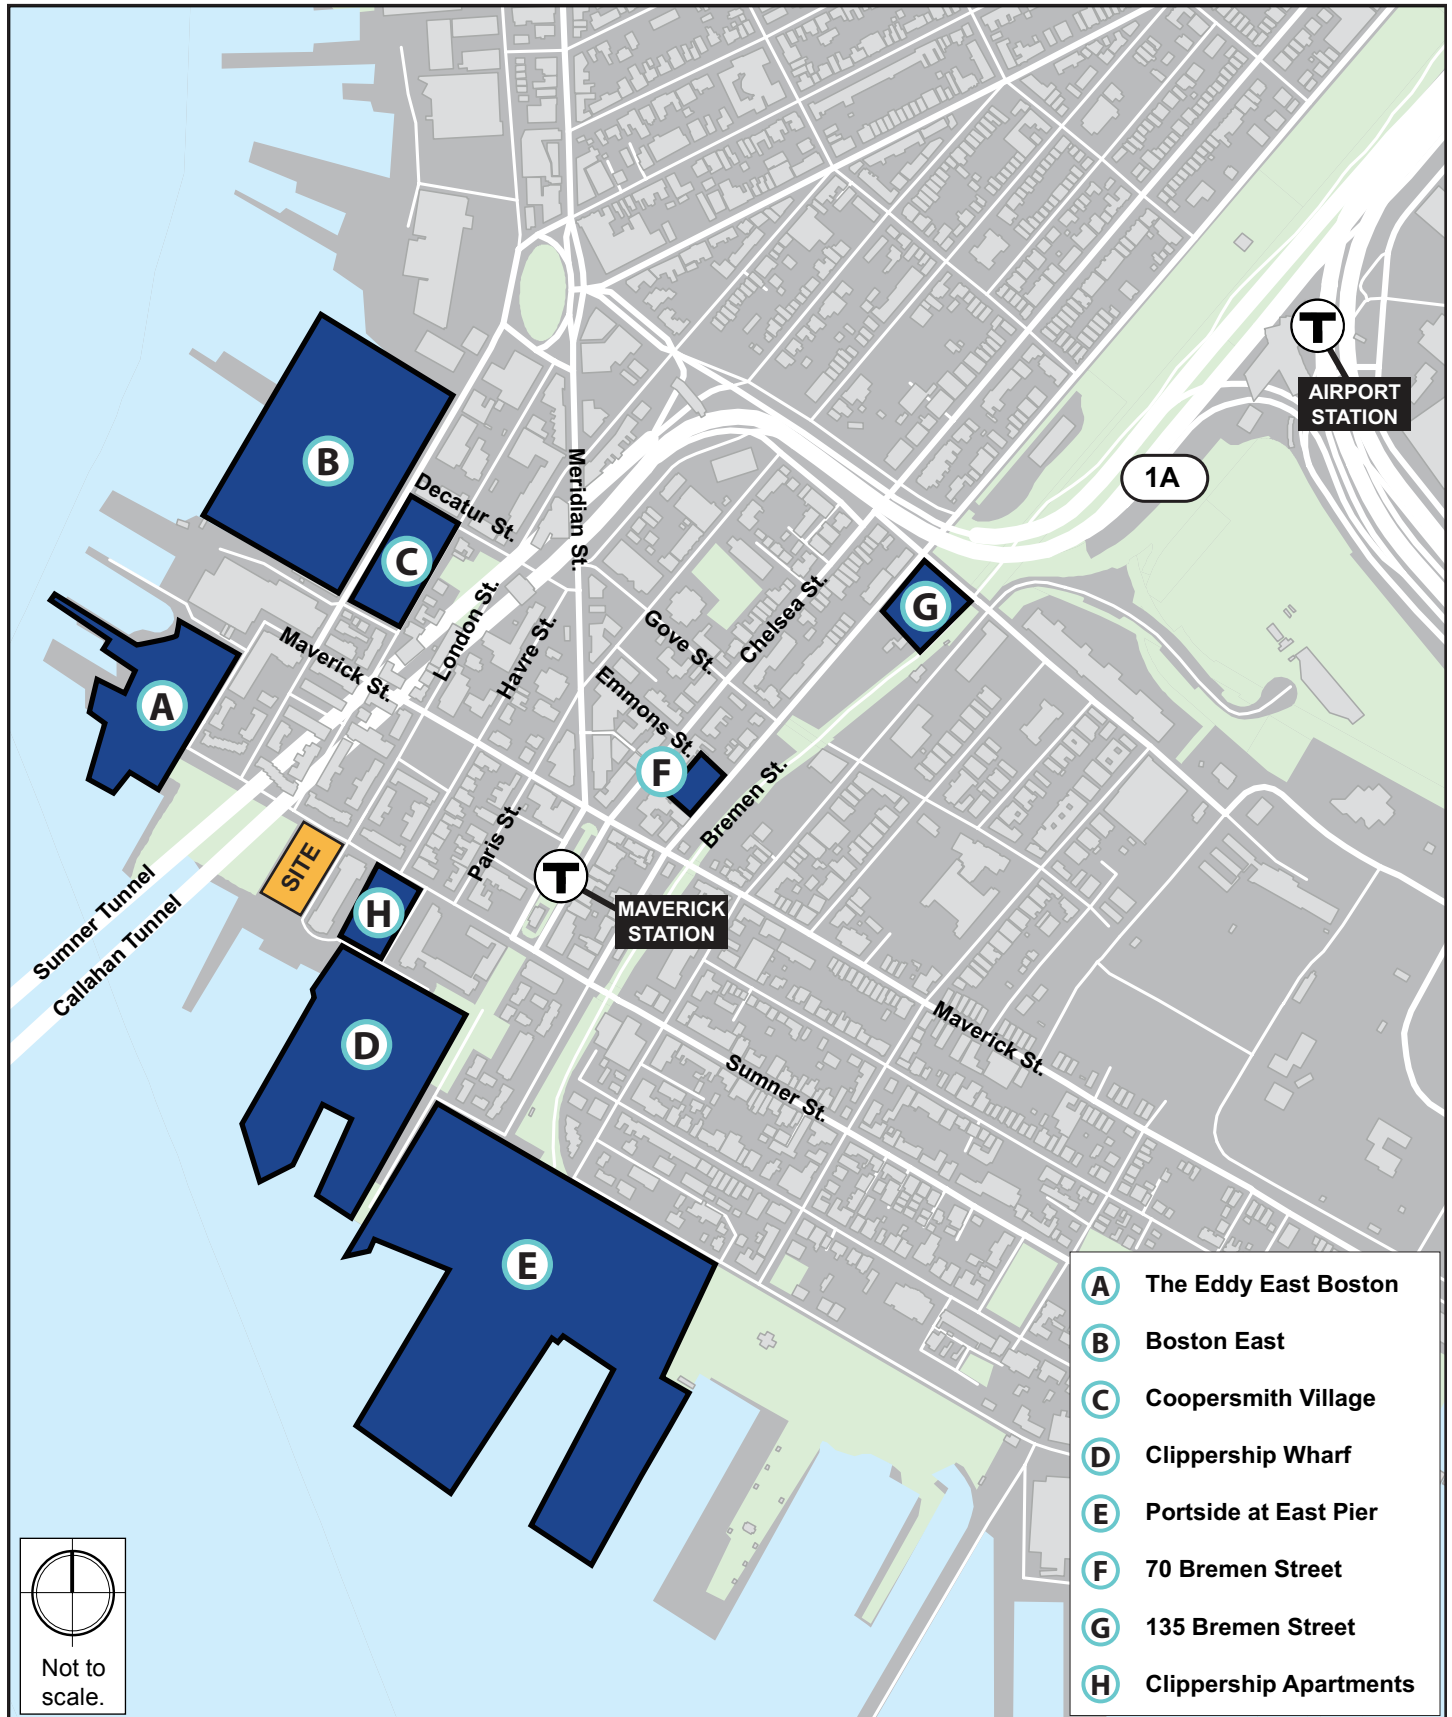 T
AIRPORT
STATION
1A
B
Decatur St.
Meridian St.
C
G
London St.
Havre St.
Gove St.
Chelsea St.
Maverick St.
A
Emmons St.
F
Bremen St.
Paris St.
SITE
T
MAVERICK
STATION
H
Sumner Tunnel
Callahan Tunnel
D
Maverick St.
Sumner St.
E
A The Eddy East Boston
B Boston East
C Coopersmith Village
D Clippership Wharf
E Portside at East Pier
F 70 Bremen Street
G 135 Bremen Street
H Clippership Apartments
Not to
scale.